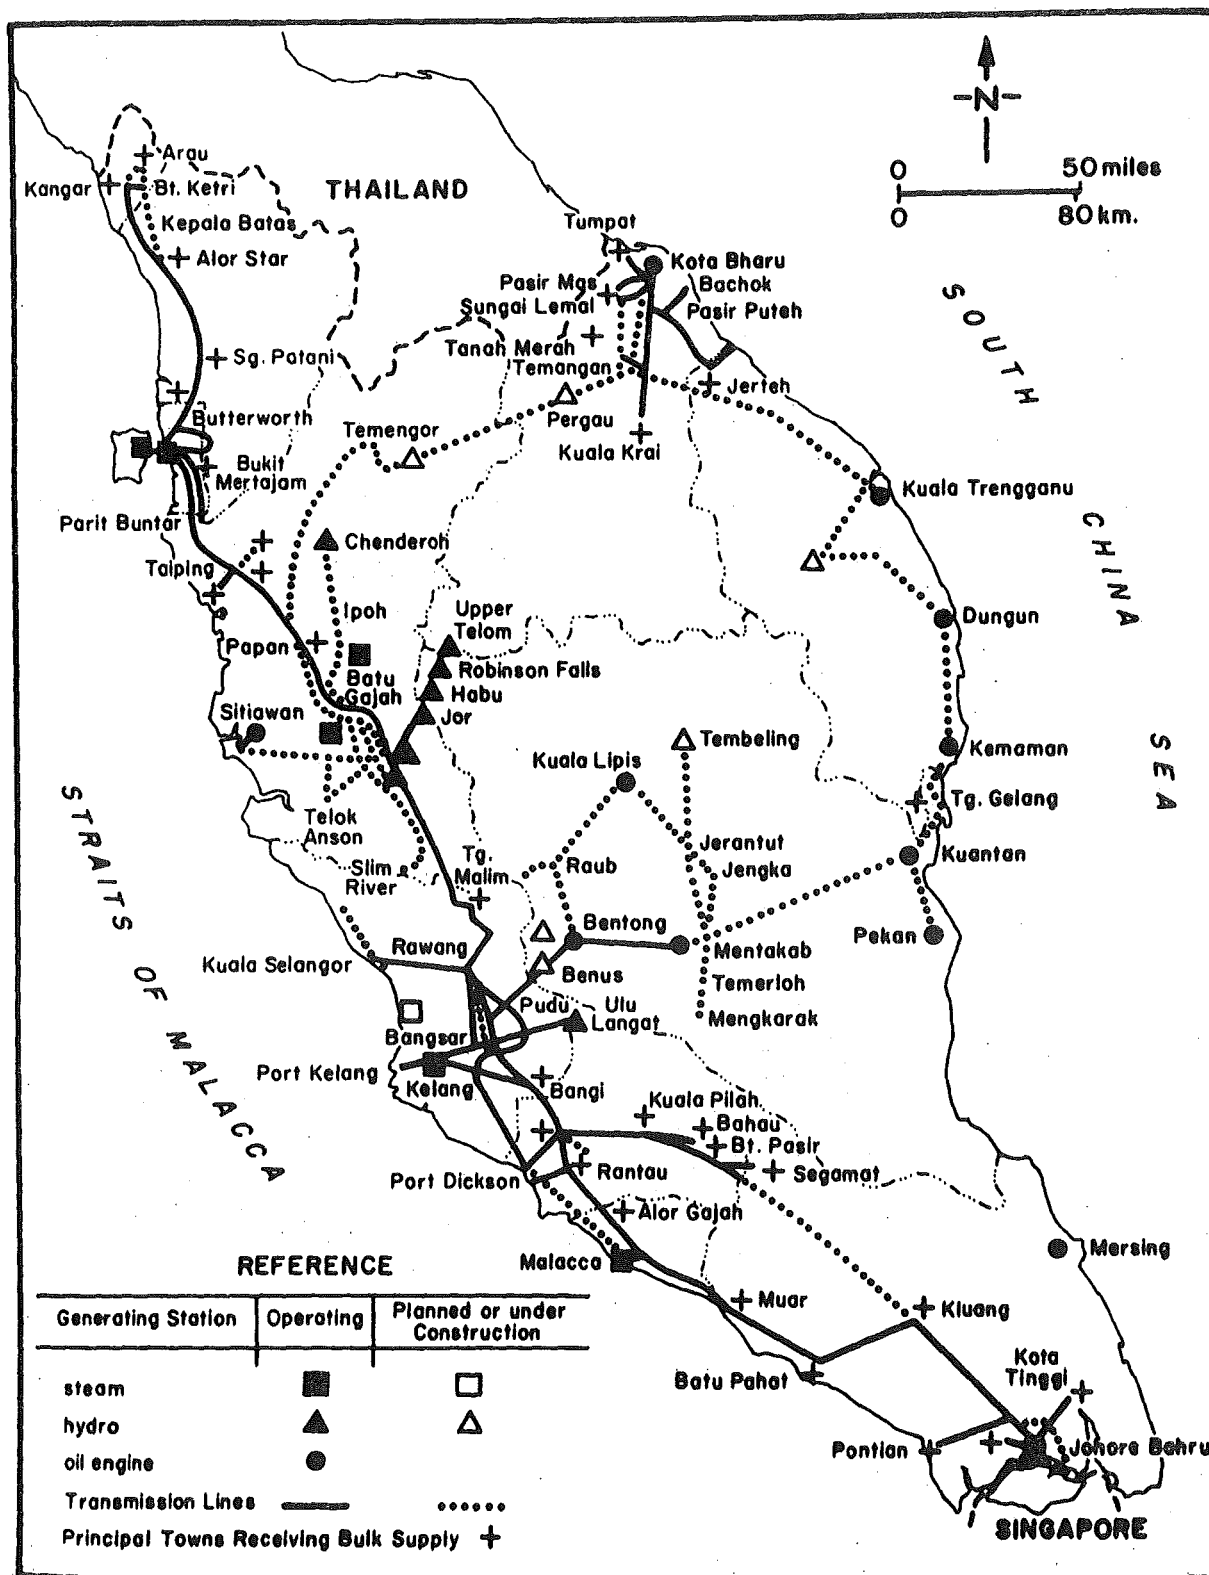 N
0 50 miles
0 80 km.
Arau
Kangar
Bt. Ketri
THAILAND
Kepala Batas
Alor Star
Tumpat
Kota Bharu
Pasir Mas
Bachok
Sungai Lemal
Pasir Puteh
Tanah Merah
Temangan
Sg. Patani
Jerteh
Butterworth
Pergau
Temengor
Kuala Krai
Bukit
Mertajam
Kuala Trengganu
Parit Buntar
Chenderoh
Taiping
Ipoh
Upper
Telom
Dungun
Papan
Robinson Falls
Batu
Gajah
Habu
Jor
Sitiawan
Tembeling
Kemaman
Kuala Lipis
Tg. Gelang
Telok
Anson
Jerantut
Kuantan
Slim
River
Tg.
Malim
Raub
Jengka
Bentong
Pekan
Mentakab
Rawang
Kuala Selangor
Benus
Temerloh
Pudu
Ulu
Langat
Mengkarak
Bangsar
Port Kelang
Kelang
Bangi
Kuala Pilah
Bahau
Bt. Pasir
Port Dickson
Rantau
Segamat
Alor Gajah
Malacca
Mersing
Muar
Kluang
Batu Pahat
Kota
Tinggi
Pontian
Johore Bahru
SINGAPORE
SOUTH
CHINA
SEA
STRAITS
OF
MALACCA
REFERENCE
Generating Station Operating Planned or under
Construction
steam
hydro
oil engine
Transmission Lines
Principal Towns Receiving Bulk Supply +